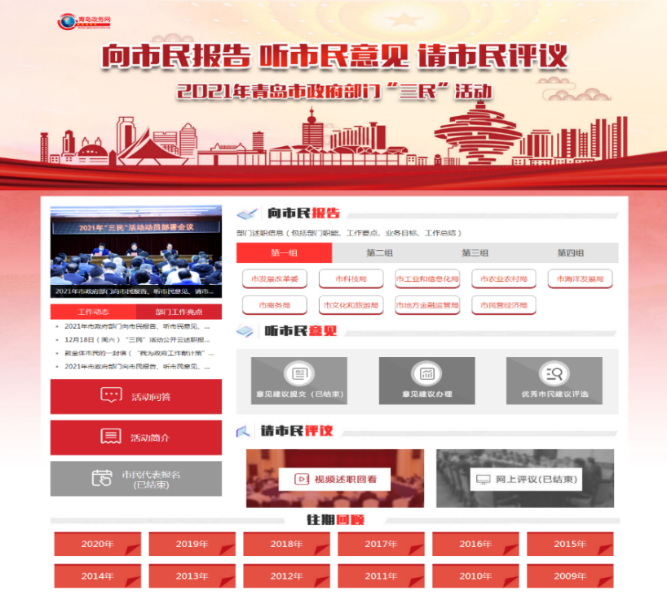 青岛政务网
向市民报告 听市民意见 请市民评议
2021年青岛市政府部门“三民”活动
2021年“三民”活动动员部署会议
2021年市政府部门向市民报告、听市民意见、请市...
工作动态 部门工作亮点
2021年市政府部门向市民报告、听市民意见、...
12月18日（周六）“三民”活动公开述职报...
致全体市民的一封信（“我为政府工作献计策”...
2021年市政府部门向市民报告、听市民意见、...
活动问答
活动简介
市民代表报名
(已结束)
向市民报告
部门述职信息（包括部门职能、工作要点、业务目标、工作总结）
第一组 第二组 第三组 第四组
市发展改革委 市科技局 市工业和信息化局 市农业农村局 市海洋发展局
市商务局 市文化和旅游局 市地方金融监管局 市民营经济局
听市民意见
意见建议提交（已结束） 意见建议办理 优秀市民建议评选
请市民评议
视频述职回看 网上评议(已结束)
往期回顾
2020年 2019年 2018年 2017年 2016年 2015年
2014年 2013年 2012年 2011年 2010年 2009年